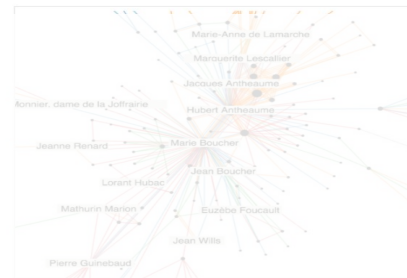 Marie-Anne de Lamarche
Marguerite Lescallier
Jacques Antheaume
Monnier, dame de la Joffraine
Hubert Antheaume
Jeanne Renard
Marie Boucher
Jean Boucher
Lorant Hubac
Mathurin Marion
Euzèbe Foucault
Jean Wills
Pierre Guinebaud